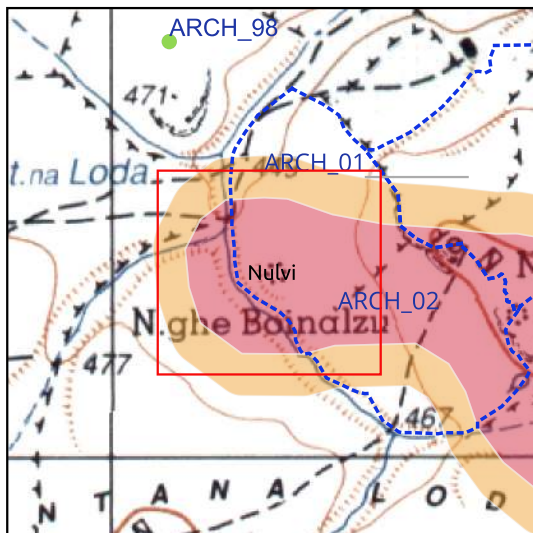 ARCH_98
471
t.na Loda
ARCH_01
Nulvi
ARCH_02
N.ghe Boinalzu
477
467
N T A N A L O D
N